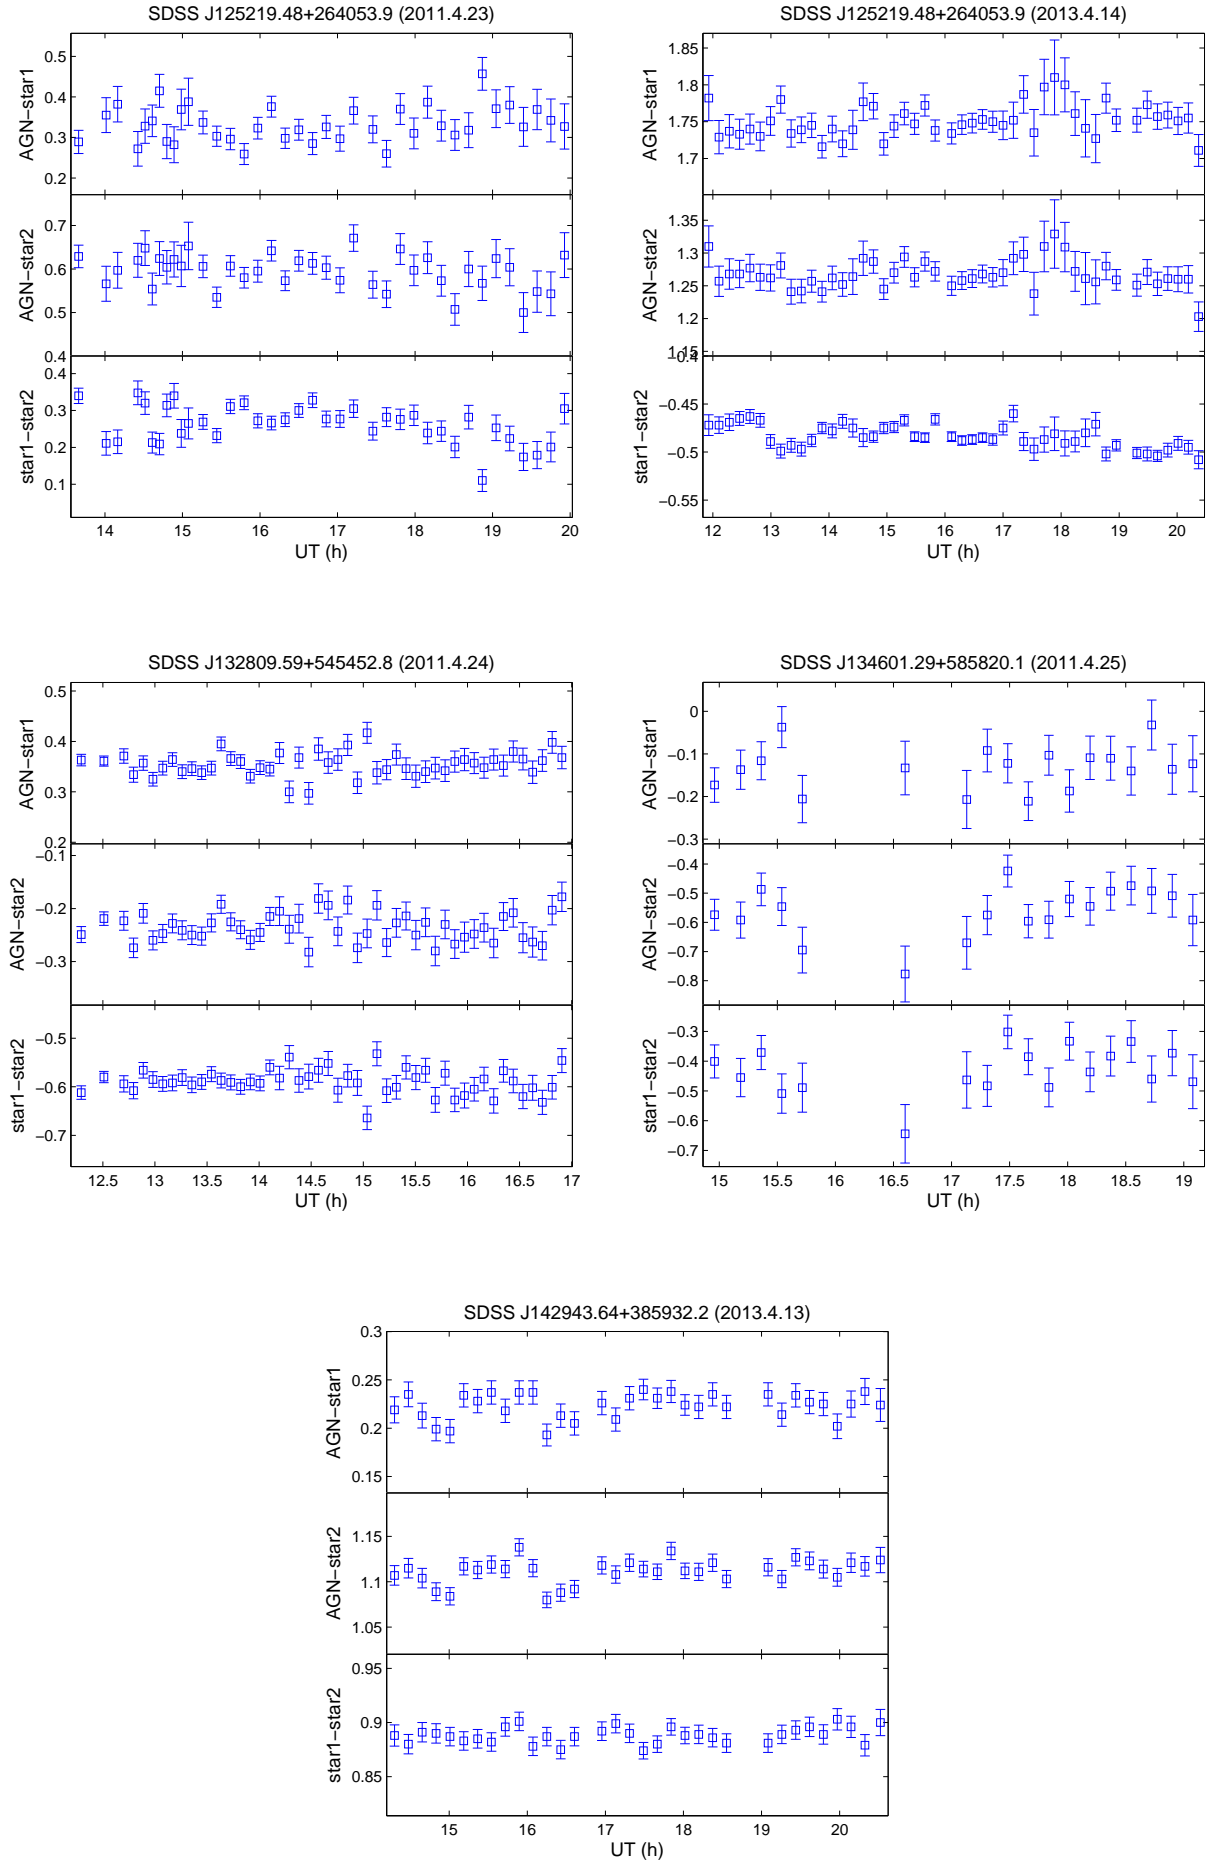 SDSS J125219.48+264053.9 (2011.4.23)
AGN−star1
0.5
0.4
0.3
0.2
AGN−star2
0.7
0.6
0.5
0.4
star1−star2
0.4
0.3
0.2
0.1
14 15 16 17 18 19 20
UT (h)
SDSS J125219.48+264053.9 (2013.4.14)
AGN−star1
1.85
1.8
1.75
1.7
AGN−star2
1.35
1.3
1.25
1.2
1.15
star1−star2
−0.4
−0.45
−0.5
−0.55
12 13 14 15 16 17 18 19 20
UT (h)
SDSS J132809.59+545452.8 (2011.4.24)
AGN−star1
0.5
0.4
0.3
0.2
AGN−star2
−0.1
−0.2
−0.3
star1−star2
−0.5
−0.6
−0.7
12.5 13 13.5 14 14.5 15 15.5 16 16.5 17
UT (h)
SDSS J134601.29+585820.1 (2011.4.25)
AGN−star1
0
−0.1
−0.2
−0.3
AGN−star2
−0.4
−0.5
−0.6
−0.7
−0.8
star1−star2
−0.3
−0.4
−0.5
−0.6
−0.7
15 15.5 16 16.5 17 17.5 18 18.5 19
UT (h)
SDSS J142943.64+385932.2 (2013.4.13)
AGN−star1
0.3
0.25
0.2
0.15
AGN−star2
1.15
1.1
1.05
star1−star2
0.95
0.9
0.85
15 16 17 18 19 20
UT (h)